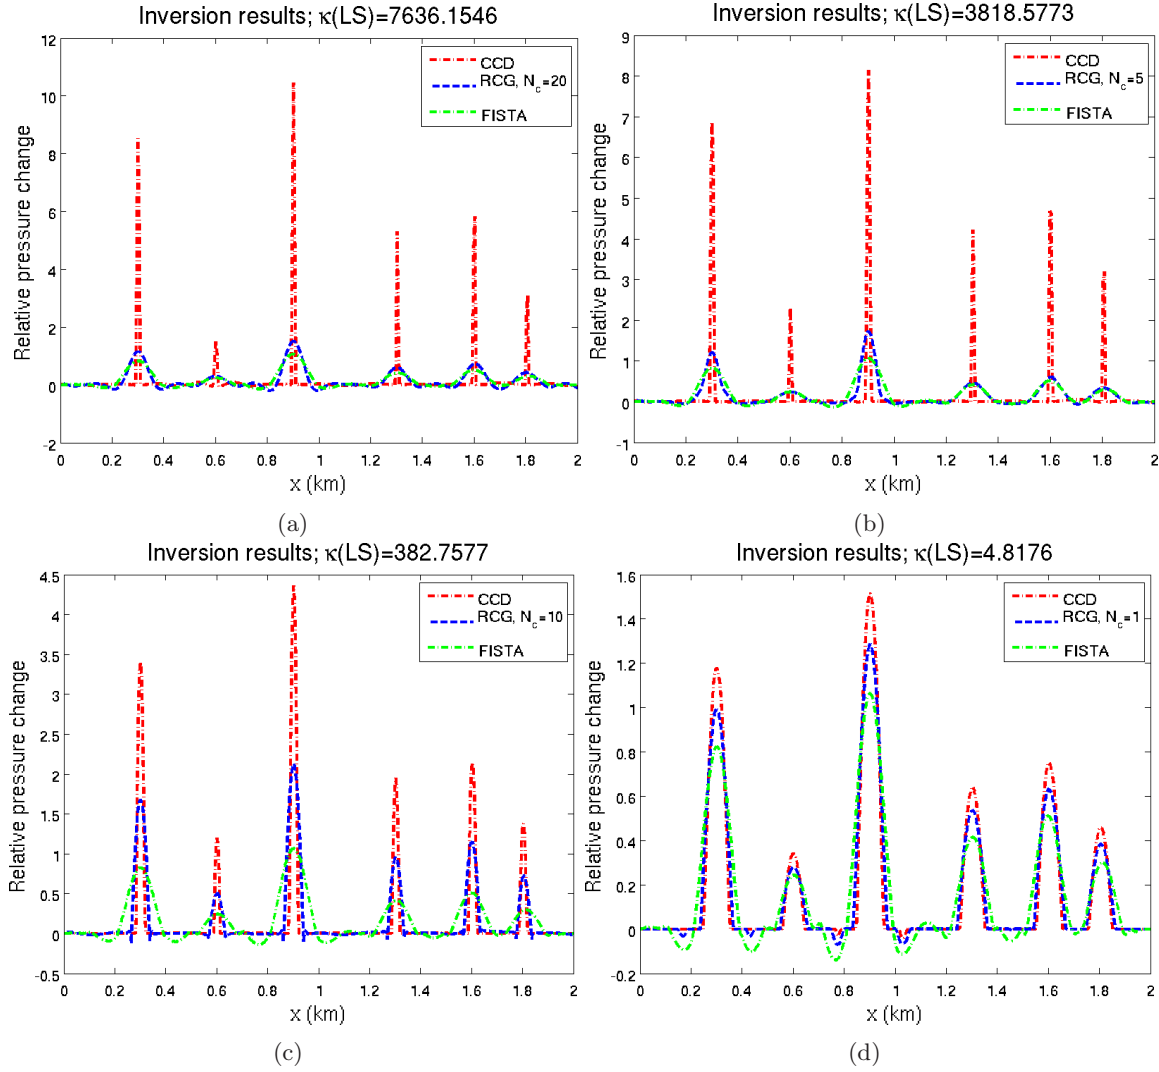 Inversion results; κ(LS)=7636.1546
12
10
8
6
4
2
0
-2
Relative pressure change
CCD
RCG, N_c=20
FISTA
0 0.2 0.4 0.6 0.8 1 1.2 1.4 1.6 1.8 2
x (km)
(a)
Inversion results; κ(LS)=3818.5773
9
8
7
6
5
4
3
2
1
0
-1
Relative pressure change
CCD
RCG, N_c=5
FISTA
0 0.2 0.4 0.6 0.8 1 1.2 1.4 1.6 1.8 2
x (km)
(b)
Inversion results; κ(LS)=382.7577
4.5
4
3.5
3
2.5
2
1.5
1
0.5
0
-0.5
Relative pressure change
CCD
RCG, N_c=10
FISTA
0 0.2 0.4 0.6 0.8 1 1.2 1.4 1.6 1.8 2
x (km)
(c)
Inversion results; κ(LS)=4.8176
1.6
1.4
1.2
1
0.8
0.6
0.4
0.2
0
-0.2
Relative pressure change
CCD
RCG, N_c=1
FISTA
0 0.2 0.4 0.6 0.8 1 1.2 1.4 1.6 1.8 2
x (km)
(d)